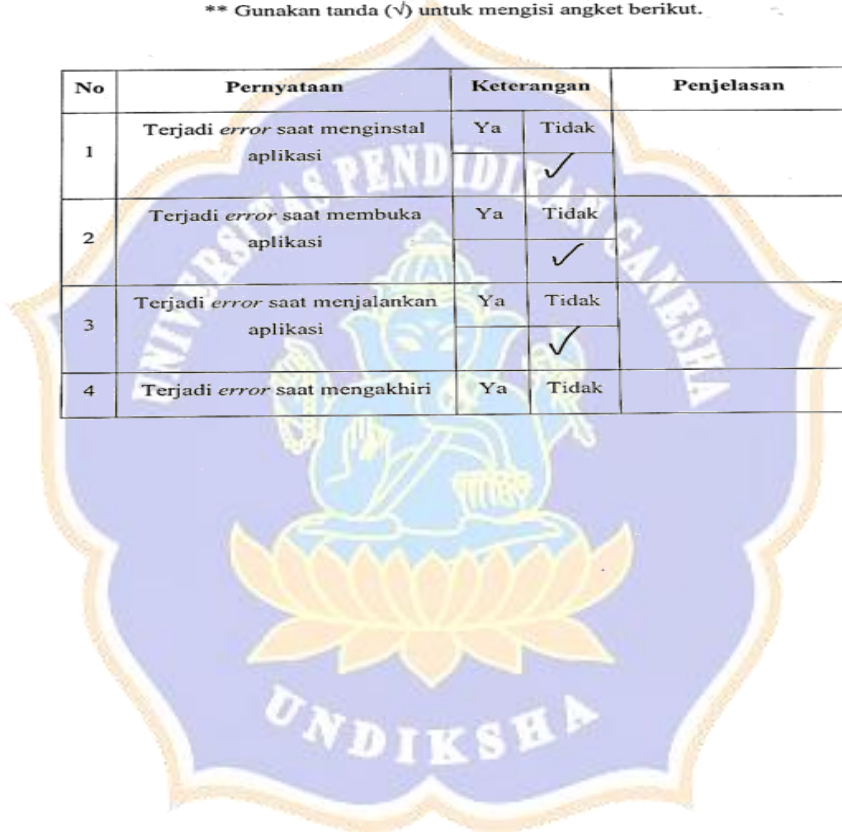 ** Gunakan tanda (√) untuk mengisi angket berikut.
No Pernyataan Keterangan Penjelasan
1 Terjadi error saat menginstal aplikasi Ya Tidak
✓
2 Terjadi error saat membuka aplikasi Ya Tidak
✓
3 Terjadi error saat menjalankan aplikasi Ya Tidak
✓
4 Terjadi error saat mengakhiri Ya Tidak
UNIVERSITAS PENDIDIKAN GANESHA
UNDIKSHA